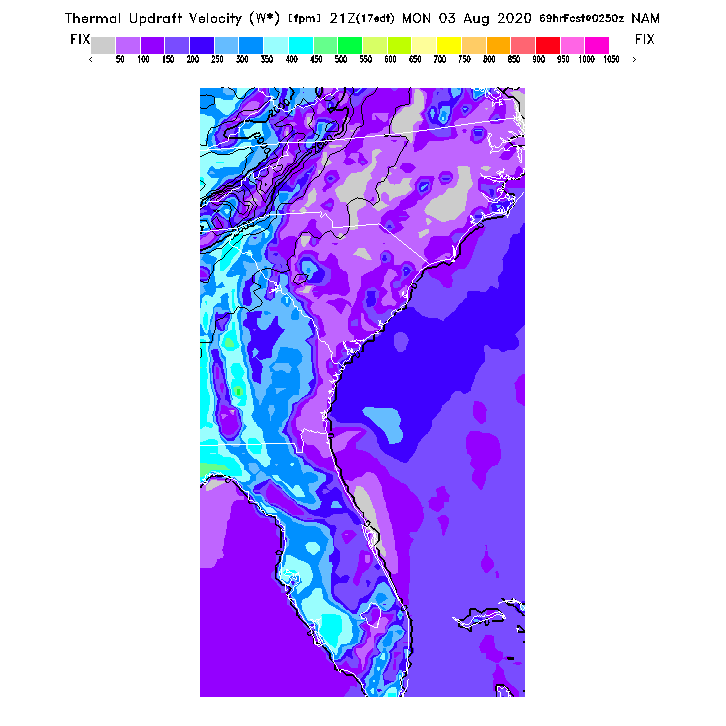 Thermal Updraft Velocity (W*) [fpm] 21Z(17edt) MON 03 Aug 2020 69hrFcst@0250z NAM
FIX FIX
< 50 100 150 200 250 300 350 400 450 500 550 600 650 700 750 800 850 900 950 1000 1050 >